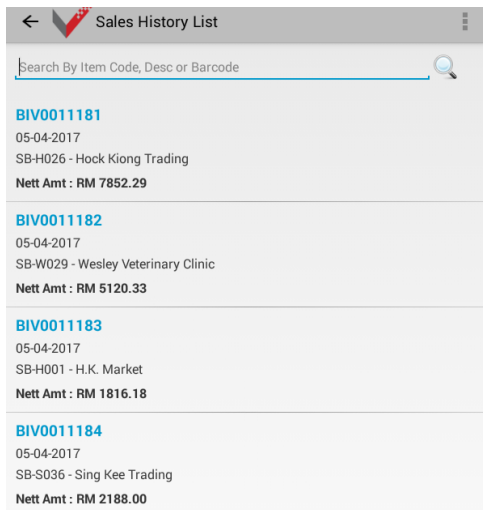 Sales History List
Search By Item Code, Desc or Barcode
BIV0011181
05-04-2017
SB-H026 - Hock Kiong Trading
Nett Amt : RM 7852.29
BIV0011182
05-04-2017
SB-W029 - Wesley Veterinary Clinic
Nett Amt : RM 5120.33
BIV0011183
05-04-2017
SB-H001 - H.K. Market
Nett Amt : RM 1816.18
BIV0011184
05-04-2017
SB-S036 - Sing Kee Trading
Nett Amt : RM 2188.00